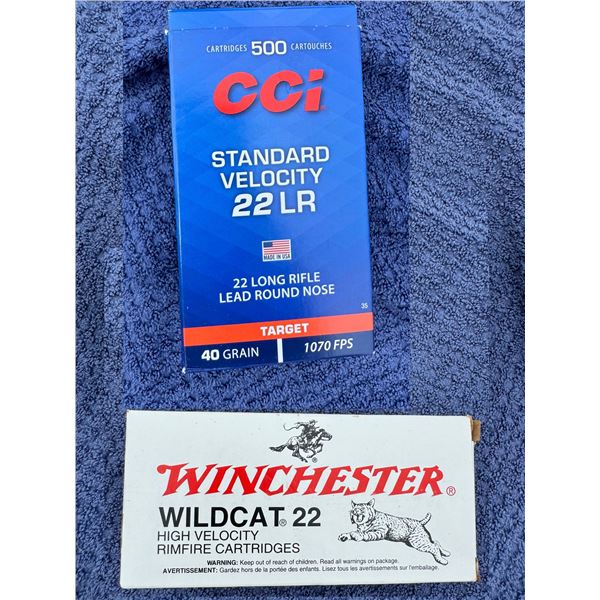 CARTRIDGES 500 CARTOUCHES
CCI
STANDARD
VELOCITY
22 LR
MADE IN USA
22 LONG RIFLE
LEAD ROUND NOSE
35
TARGET
40 GRAIN 1070 FPS
WINCHESTER®
WILDCAT® 22
HIGH VELOCITY
RIMFIRE CARTRIDGES
WARNING: Keep out of reach of children. Read all warnings on package.
AVERTISSEMENT: Gardez hors de la portée des enfants. Lisez tous les avertissements sur l'emballage.